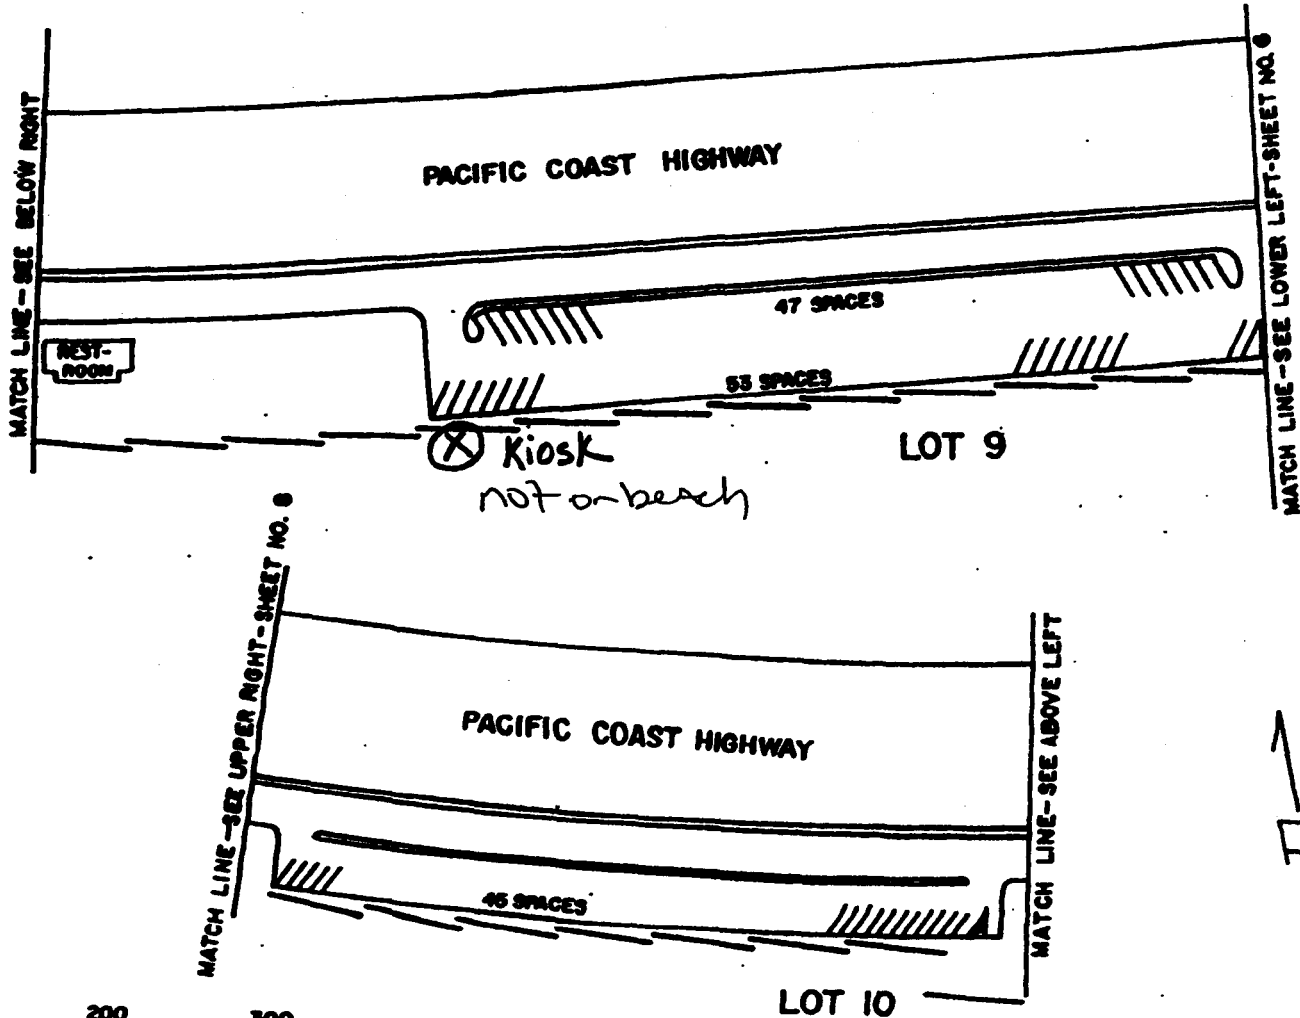 MATCH LINE - SEE BELOW RIGHT
PACIFIC COAST HIGHWAY
MATCH LINE - SEE LOWER LEFT - SHEET NO. 6
47 SPACES
REST-
ROOM
53 SPACES
X Kiosk
not on beach
LOT 9
MATCH LINE - SEE UPPER RIGHT - SHEET NO. 8
PACIFIC COAST HIGHWAY
MATCH LINE - SEE ABOVE LEFT
45 SPACES
LOT 10
200 300